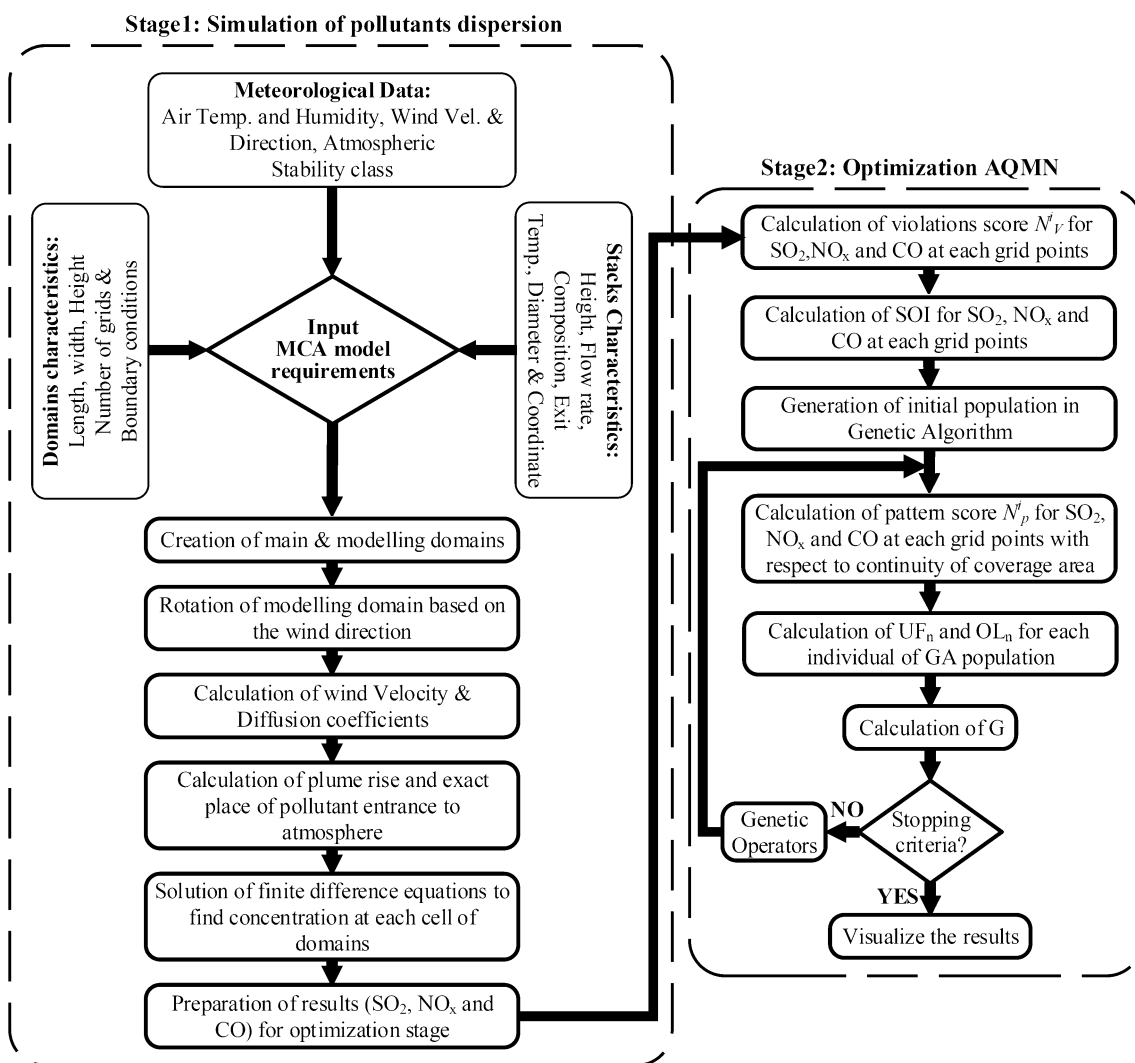 Stage1: Simulation of pollutants dispersion
Meteorological Data:
Air Temp. and Humidity, Wind Vel. &
Direction, Atmospheric
Stability class
Domains characteristics:
Length, width, Height
Number of grids &
Boundary conditions
Input
MCA model
requirements
Stacks Characteristics:
Height, Flow rate,
Composition, Exit
Temp., Diameter & Coordinate
Creation of main & modelling domains
Rotation of modelling domain based on
the wind direction
Calculation of wind Velocity &
Diffusion coefficients
Calculation of plume rise and exact
place of pollutant entrance to
atmosphere
Solution of finite difference equations to
find concentration at each cell of
domains
Preparation of results (SO₂, NOₓ and
CO) for optimization stage
Stage2: Optimization AQMN
Calculation of violations score Nⁱ_V for
SO₂,NOₓ and CO at each grid points
Calculation of SOI for SO₂, NOₓ and
CO at each grid points
Generation of initial population in
Genetic Algorithm
Calculation of pattern score Nⁱ_p for SO₂,
NOₓ and CO at each grid points with
respect to continuity of coverage area
Calculation of UFₙ and OLₙ for each
individual of GA population
Calculation of G
Stopping
criteria?
NO
Genetic
Operators
YES
Visualize the results